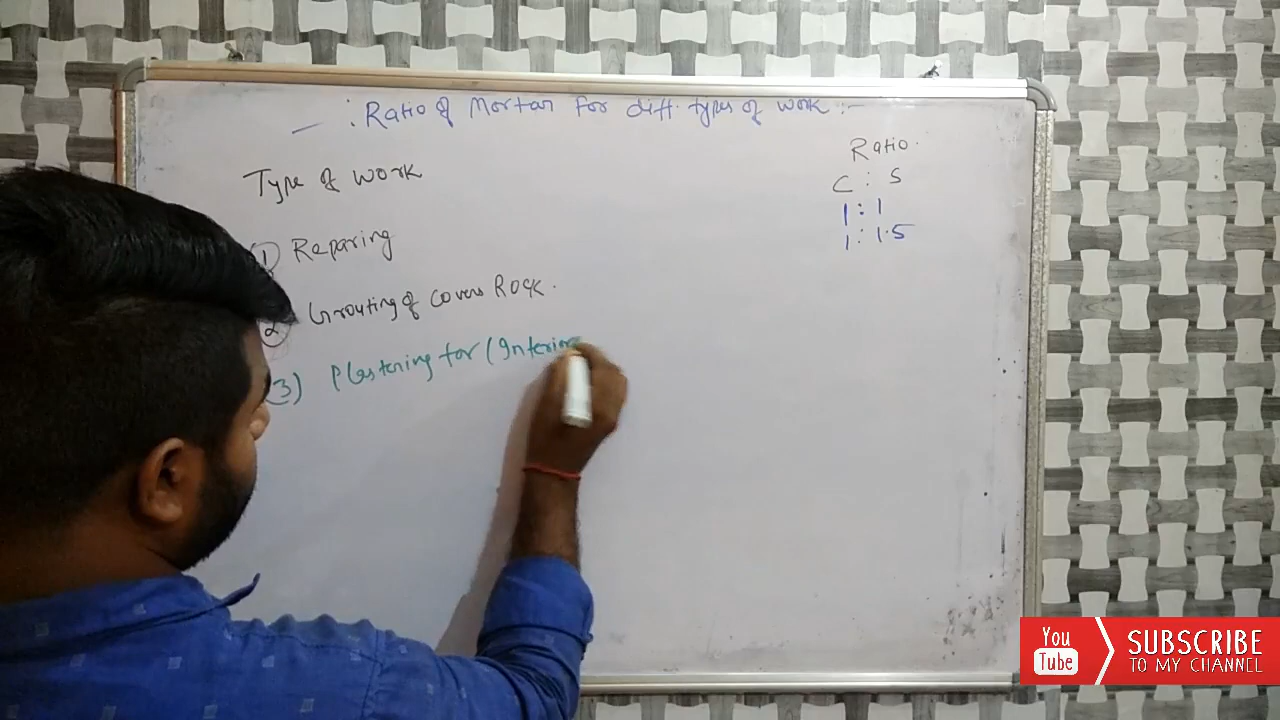 -: Ratio of Mortar For diff. types of work :-
Type of work
Ratio.
C : S
1 : 1
1 : 1.5
① Reparing
② Grouting of Covers Rock.
3) Plastering for (Interior
You Tube
SUBSCRIBE
TO MY CHANNEL